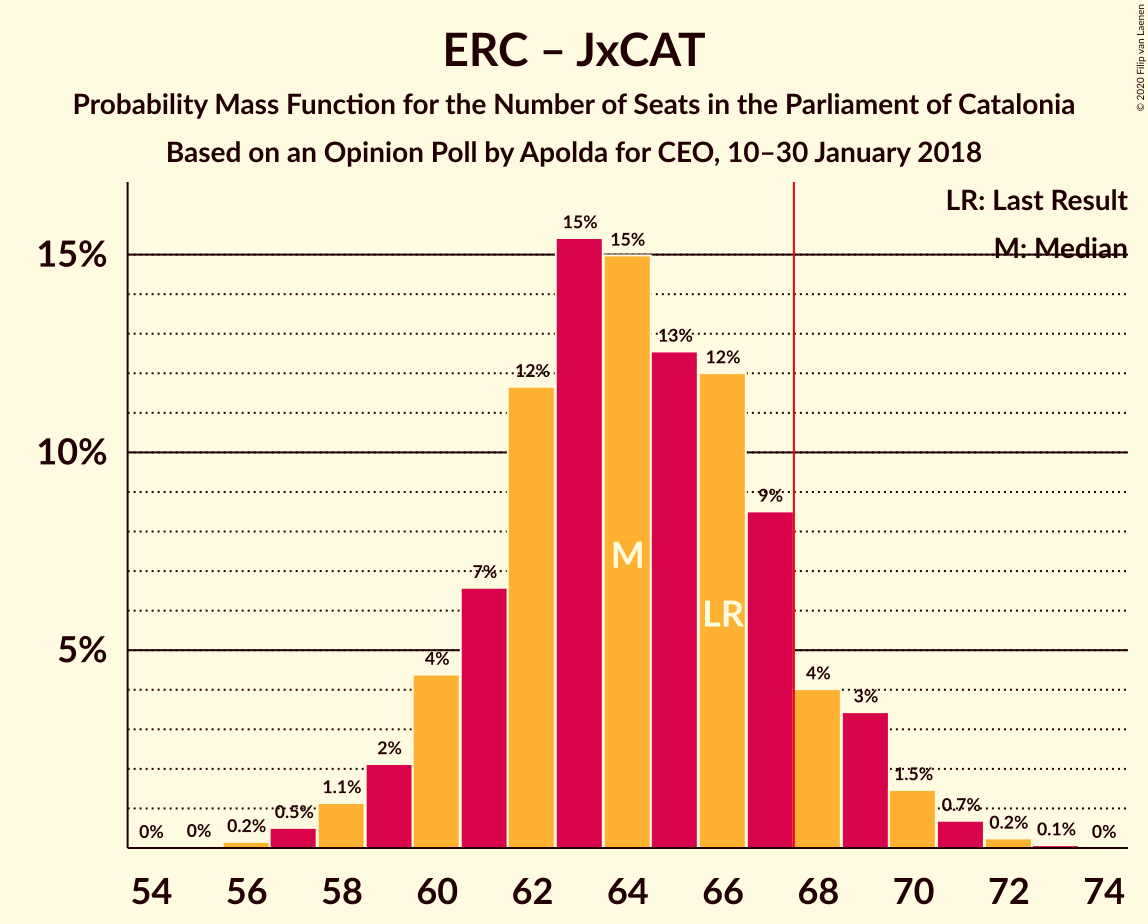 ERC – JxCAT
Probability Mass Function for the Number of Seats in the Parliament of Catalonia
Based on an Opinion Poll by Apolda for CEO, 10–30 January 2018
© 2020 Filip van Laenen
LR: Last Result
M: Median
15%
10%
5%
0%
0%
0.2%
0.5%
1.1%
2%
4%
7%
12%
15%
15%
13%
12%
9%
4%
3%
1.5%
0.7%
0.2%
0.1%
0%
M
LR
54 56 58 60 62 64 66 68 70 72 74